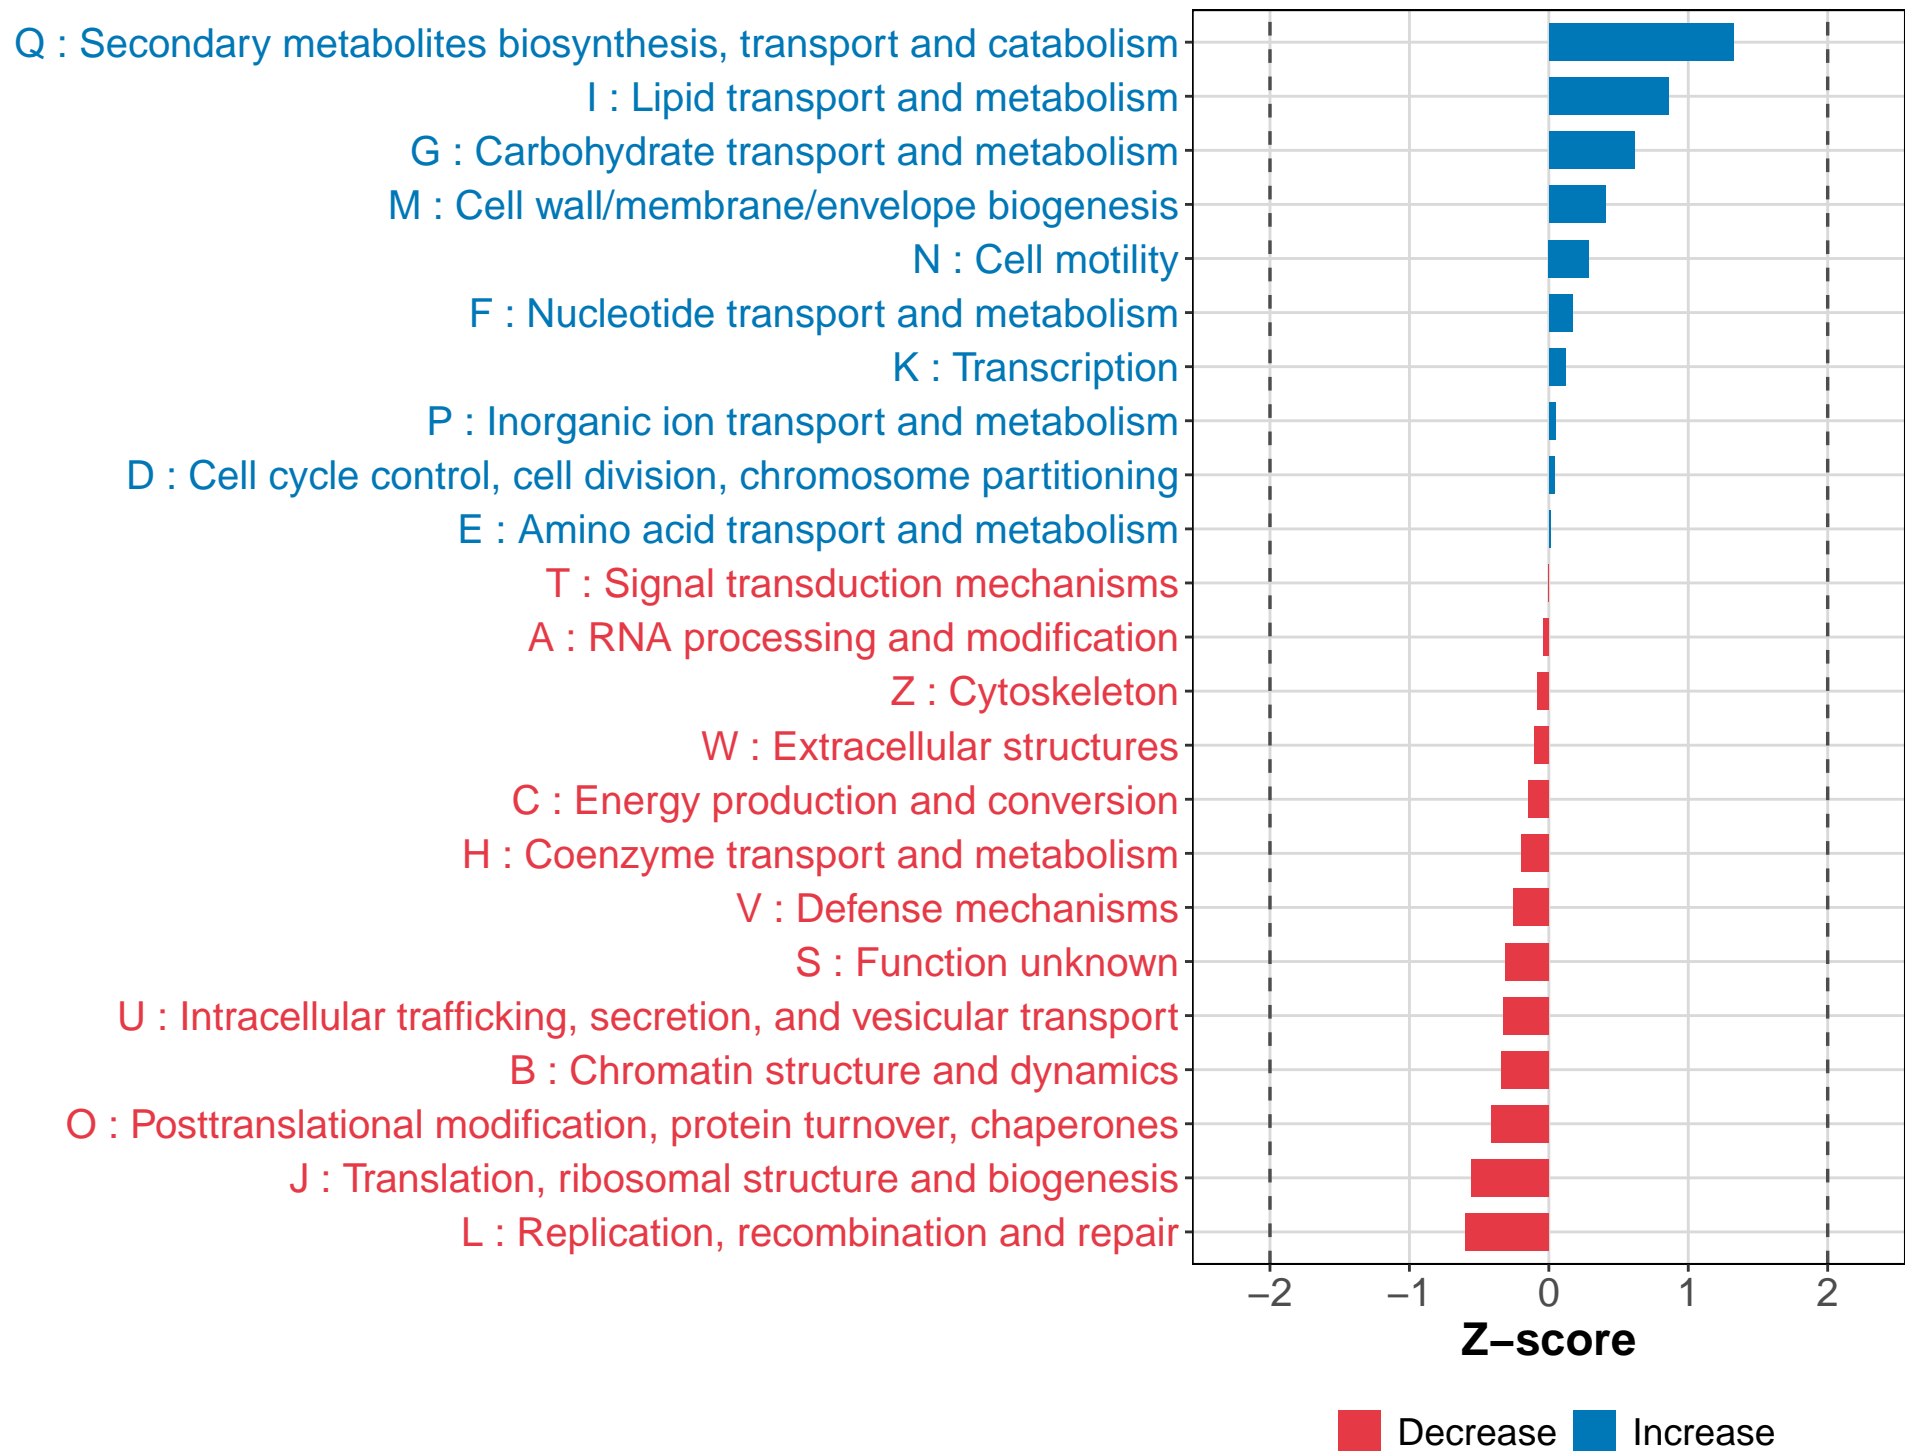 Q : Secondary metabolites biosynthesis, transport and catabolism
I : Lipid transport and metabolism
G : Carbohydrate transport and metabolism
M : Cell wall/membrane/envelope biogenesis
N : Cell motility
F : Nucleotide transport and metabolism
K : Transcription
P : Inorganic ion transport and metabolism
D : Cell cycle control, cell division, chromosome partitioning
E : Amino acid transport and metabolism
T : Signal transduction mechanisms
A : RNA processing and modification
Z : Cytoskeleton
W : Extracellular structures
C : Energy production and conversion
H : Coenzyme transport and metabolism
V : Defense mechanisms
S : Function unknown
U : Intracellular trafficking, secretion, and vesicular transport
B : Chromatin structure and dynamics
O : Posttranslational modification, protein turnover, chaperones
J : Translation, ribosomal structure and biogenesis
L : Replication, recombination and repair
−2 −1 0 1 2
Z−score
Decrease Increase